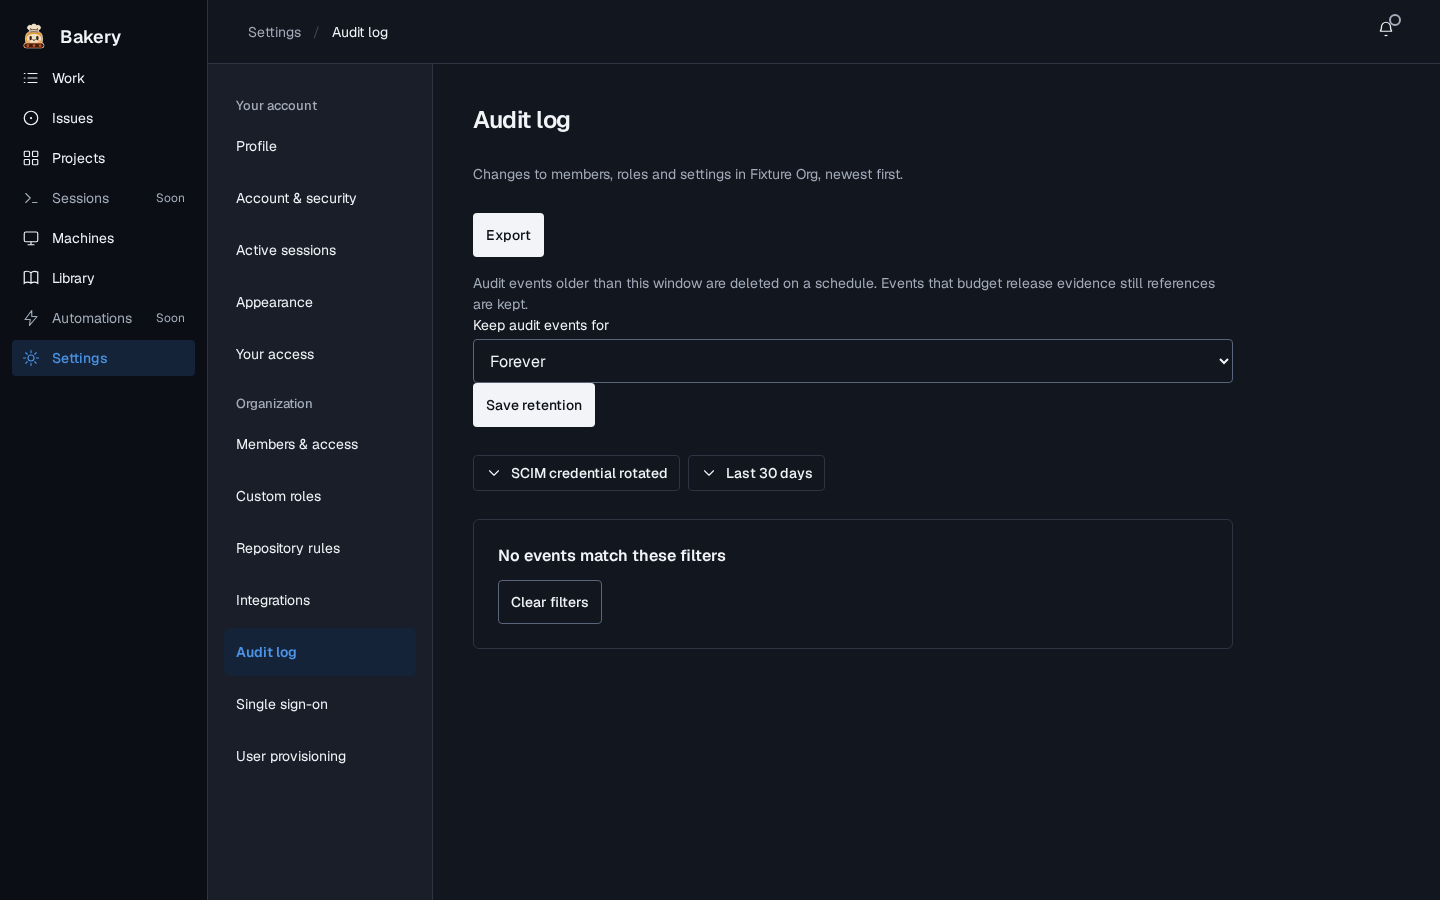 Bakery
Work
Issues
Projects
Sessions Soon
Machines
Library
Automations Soon
Settings
Settings / Audit log
Your account
Profile
Account & security
Active sessions
Appearance
Your access
Organization
Members & access
Custom roles
Repository rules
Integrations
Audit log
Single sign-on
User provisioning
Audit log
Changes to members, roles and settings in Fixture Org, newest first.
Export
Audit events older than this window are deleted on a schedule. Events that budget release evidence still references
are kept.
Keep audit events for
Forever
Save retention
SCIM credential rotated Last 30 days
No events match these filters
Clear filters